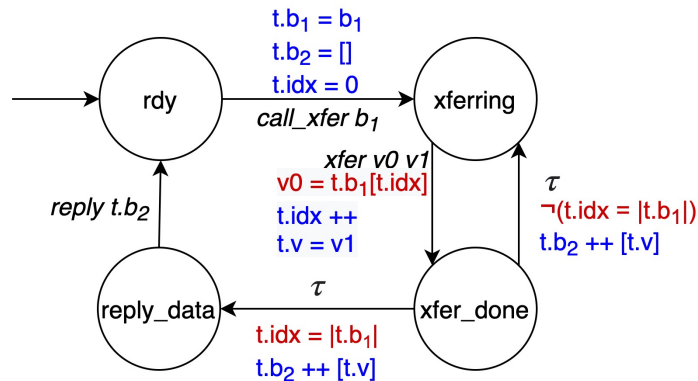 t.b₁ = b₁
t.b₂ = []
t.idx = 0
rdy
xferring
call_xfer b₁
xfer v0 v1
v0 = t.b₁[t.idx]
t.idx ++
t.v = v1
τ
¬(t.idx = |t.b₁|)
t.b₂ ++ [t.v]
reply t.b₂
reply_data
τ
xfer_done
t.idx = |t.b₁|
t.b₂ ++ [t.v]